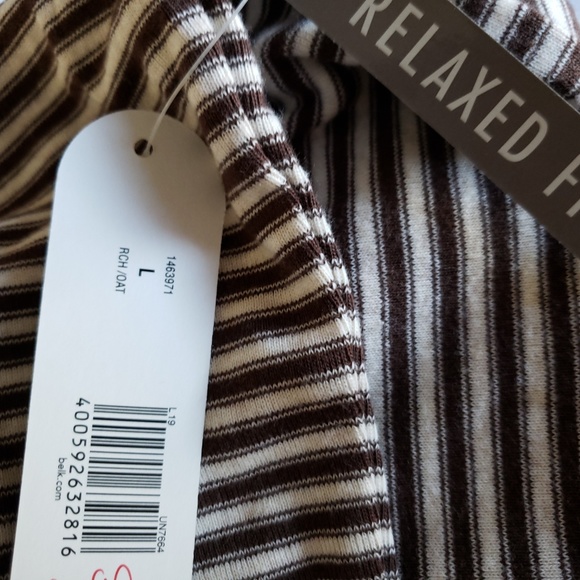 RELAXED
1463971
L
RCH /OAT
L19
UN7664
400592632816
belk.com